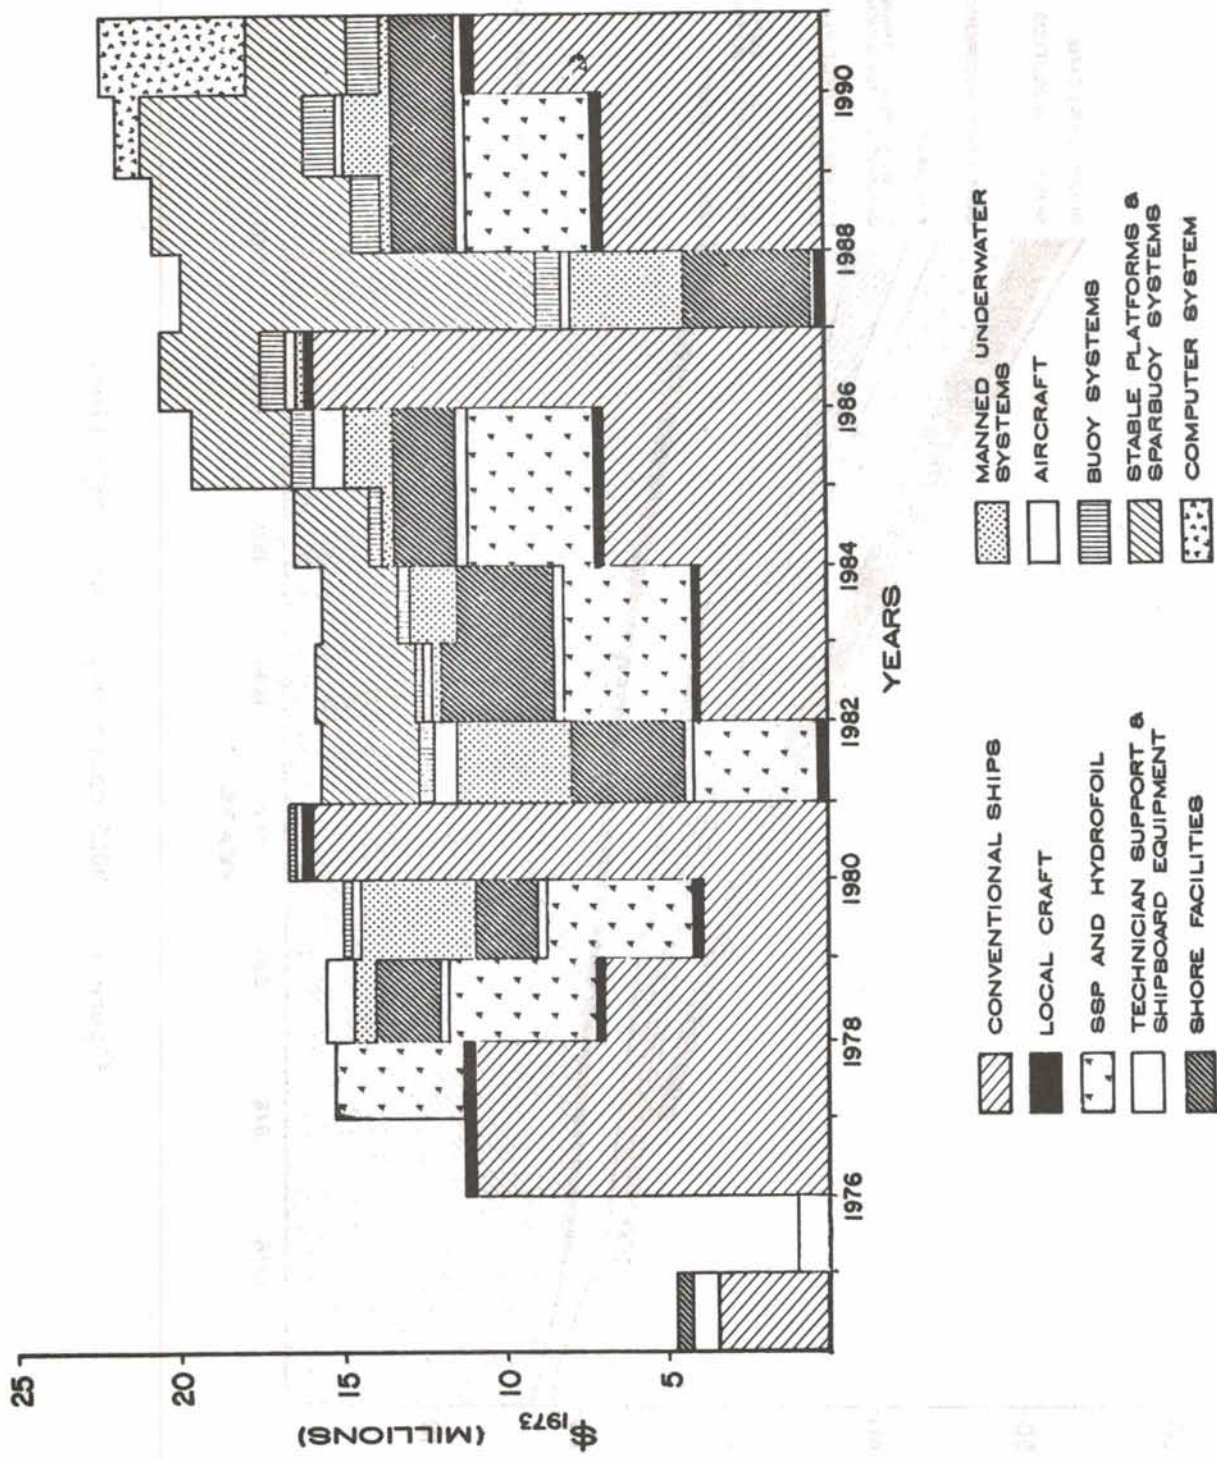 25
20
15
10
5
$1973
(MILLIONS)
1976
1978
1980
1982
1984
1986
1988
1990
YEARS
CONVENTIONAL SHIPS
LOCAL CRAFT
SSP AND HYDROFOIL
TECHNICIAN SUPPORT &
SHIPBOARD EQUIPMENT
SHORE FACILITIES
MANNED UNDERWATER
SYSTEMS
AIRCRAFT
BUOY SYSTEMS
STABLE PLATFORMS &
SPARBUOY SYSTEMS
COMPUTER SYSTEM